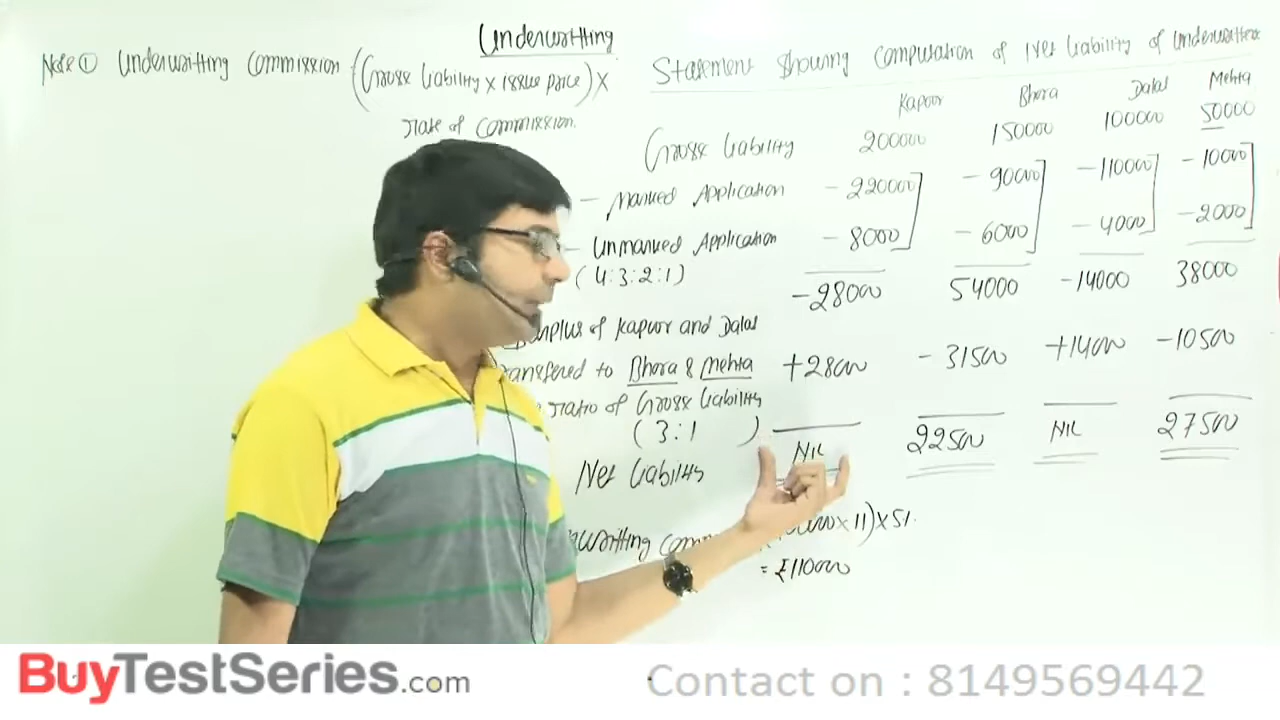 Underwritting
Note ① Underwritting Commission = (Gross liability x issue price) x
rate of Commission.
Statement Showing Computation of Net liability of Underwriters
Kapoor Bhora Dalal Mehta
Gross liability 200000 150000 100000 50000
- Marked Application - 220000 - 90000 - 110000 - 10000
- Unmarked Application - 8000 - 6000 - 4000 - 2000
(4:3:2:1)
- 28000 54000 - 14000 38000
of Kapoor and Dalal
to Bhora & Mehta +28000 - 31500 +14000 - 10500
ratio of Gross liability
(3:1)
Net liability NIL 22500 NIL 27500
x 11) x 5%.
= ₹110000
BuyTestSeries.com
Contact on : 8149569442